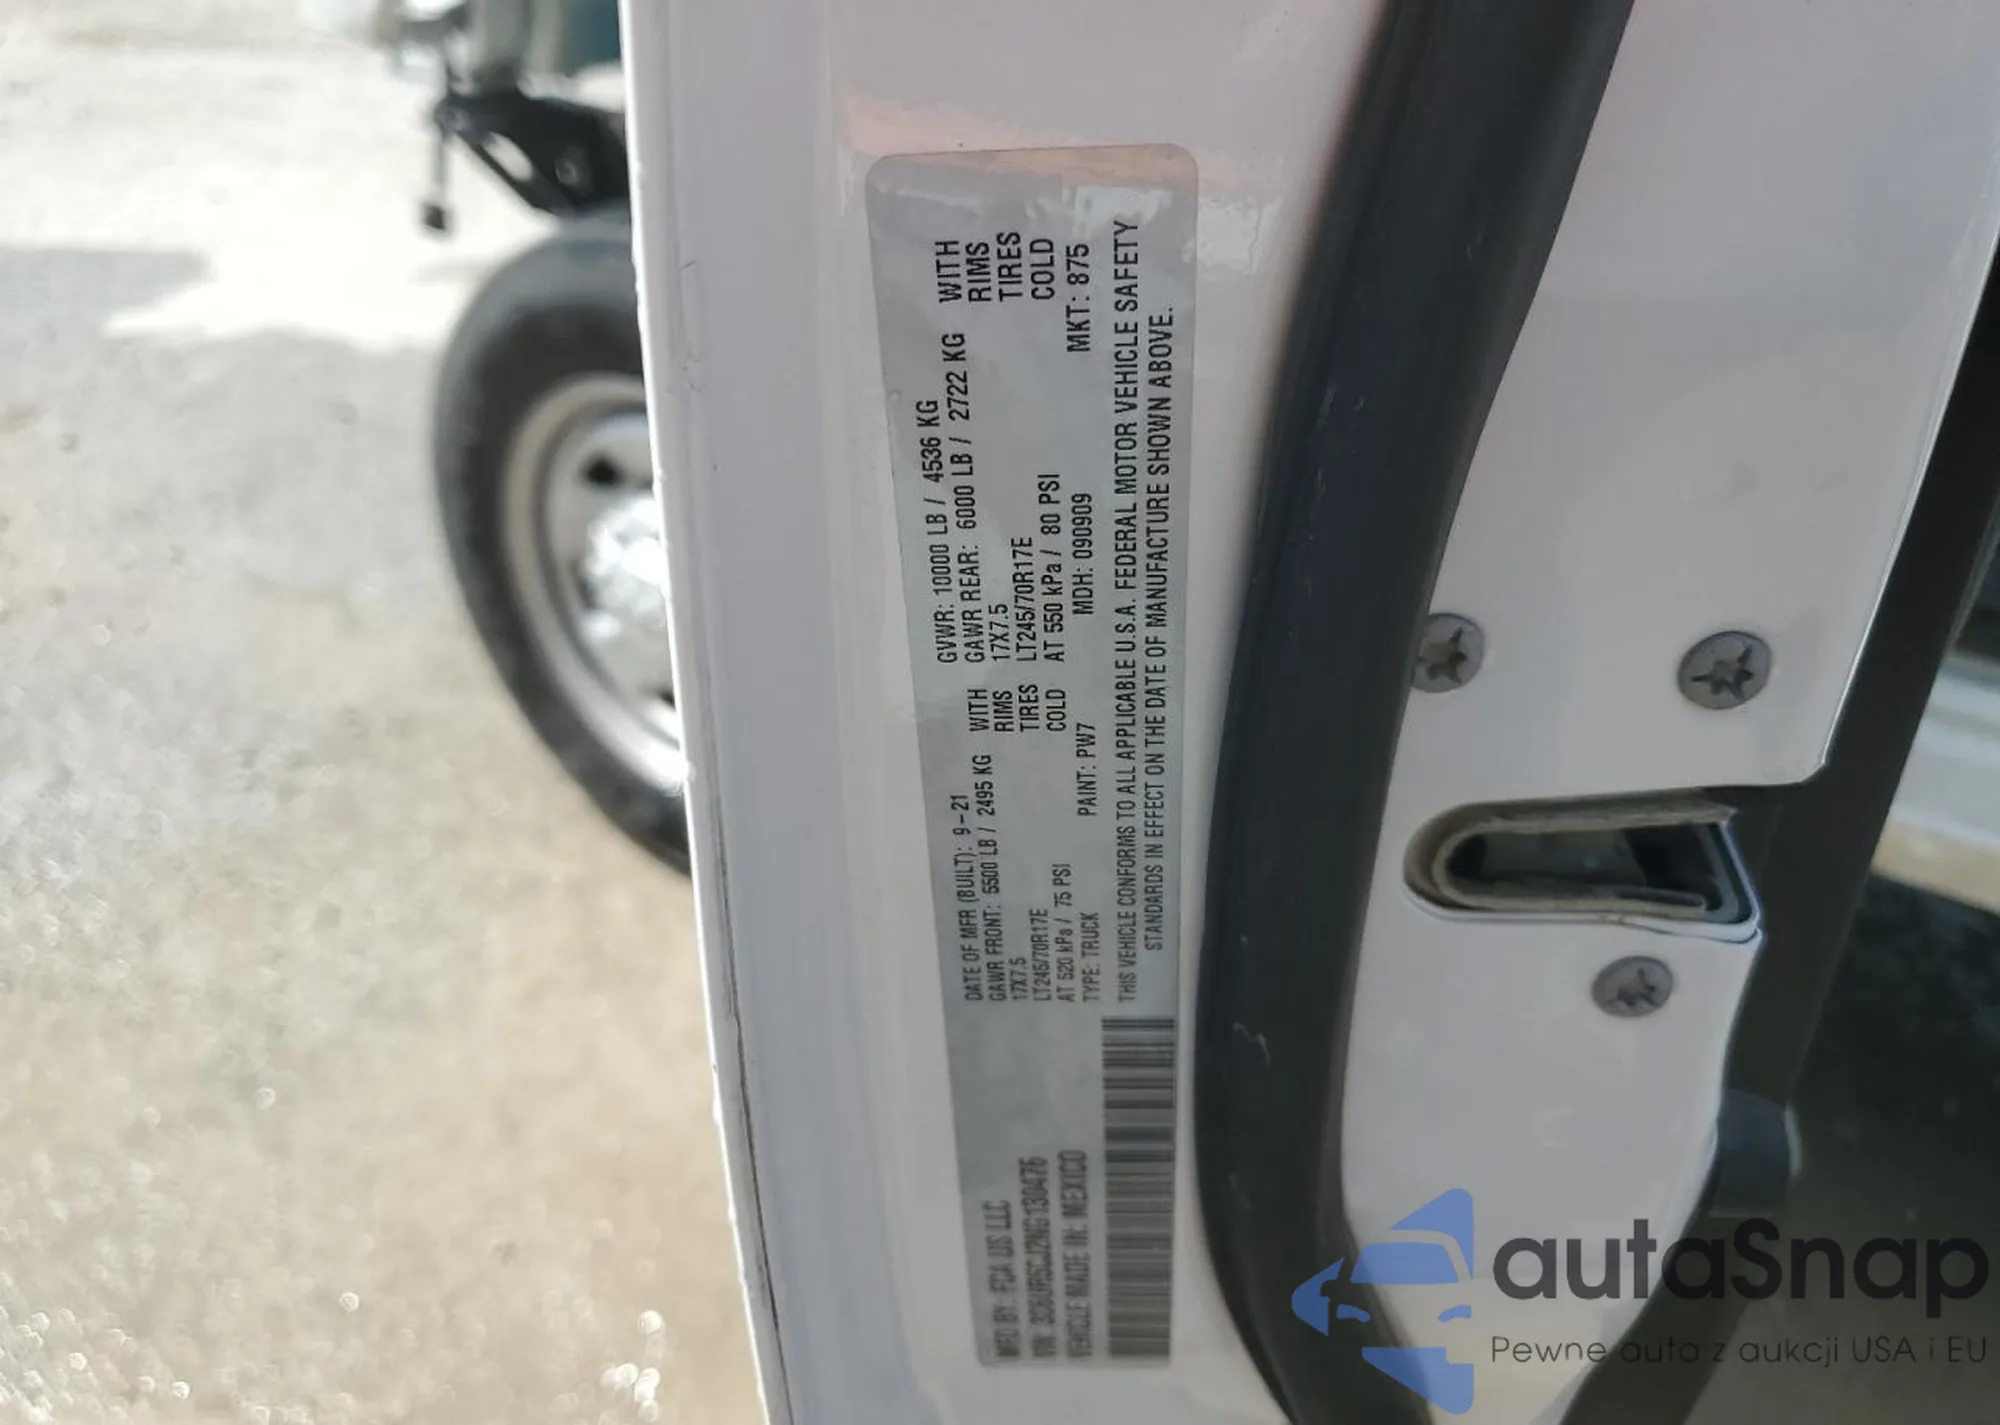 MFD BY: FCA US LLC
DATE OF MFR (BUILT): 9-21
GVWR: 10000 LB / 4536 KG
GAWR FRONT: 5500 LB / 2495 KG WITH
GAWR REAR: 6000 LB / 2722 KG WITH
17X7.5 RIMS
17X7.5 RIMS
LT245/70R17E TIRES
LT245/70R17E TIRES
AT 520 kPa / 75 PSI COLD
AT 550 kPa / 80 PSI COLD
VIN: 3C6UR5CJ2NG130476
TYPE: TRUCK PAINT: PW7 MDH: 090909 MKT: 875
VEHICLE MADE IN: MEXICO
THIS VEHICLE CONFORMS TO ALL APPLICABLE U.S.A. FEDERAL MOTOR VEHICLE SAFETY
STANDARDS IN EFFECT ON THE DATE OF MANUFACTURE SHOWN ABOVE.
autaSnap
Pewne auta z aukcji USA i EU